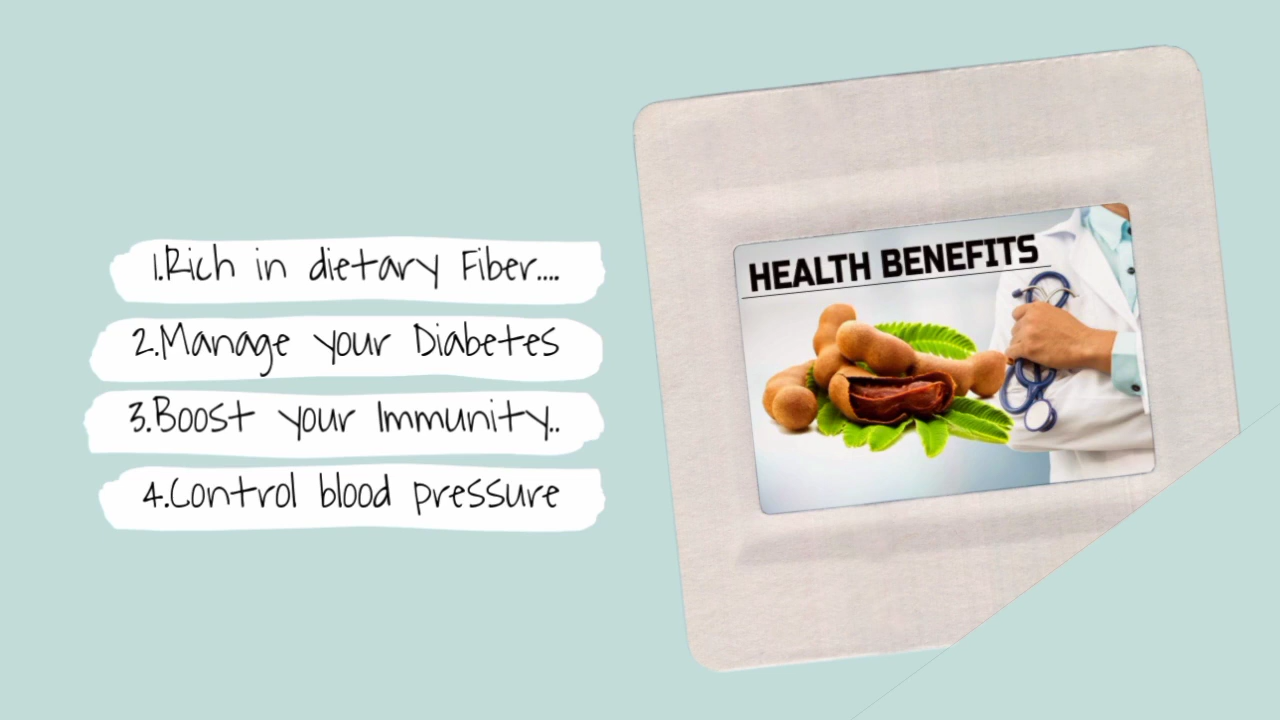 1.Rich in dietary Fiber....
2.Manage your Diabetes
3.Boost your Immunity..
4.Control blood pressure
HEALTH BENEFITS